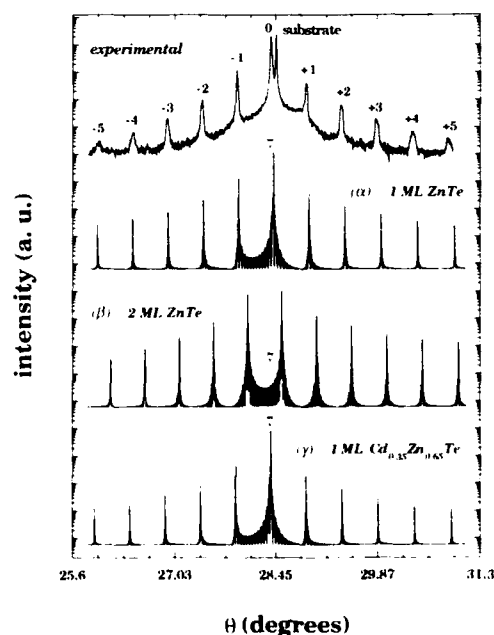 0 substrate
experimental
-1
+1
-2
+2
-3
+3
-4
+4
-5
+5
(α) 1 ML ZnTe
(β) 2 ML ZnTe
(γ) 1 ML Cd0.35Zn0.65Te
intensity (a. u.)
25.6 27.03 28.45 29.87 31.3
θ (degrees)